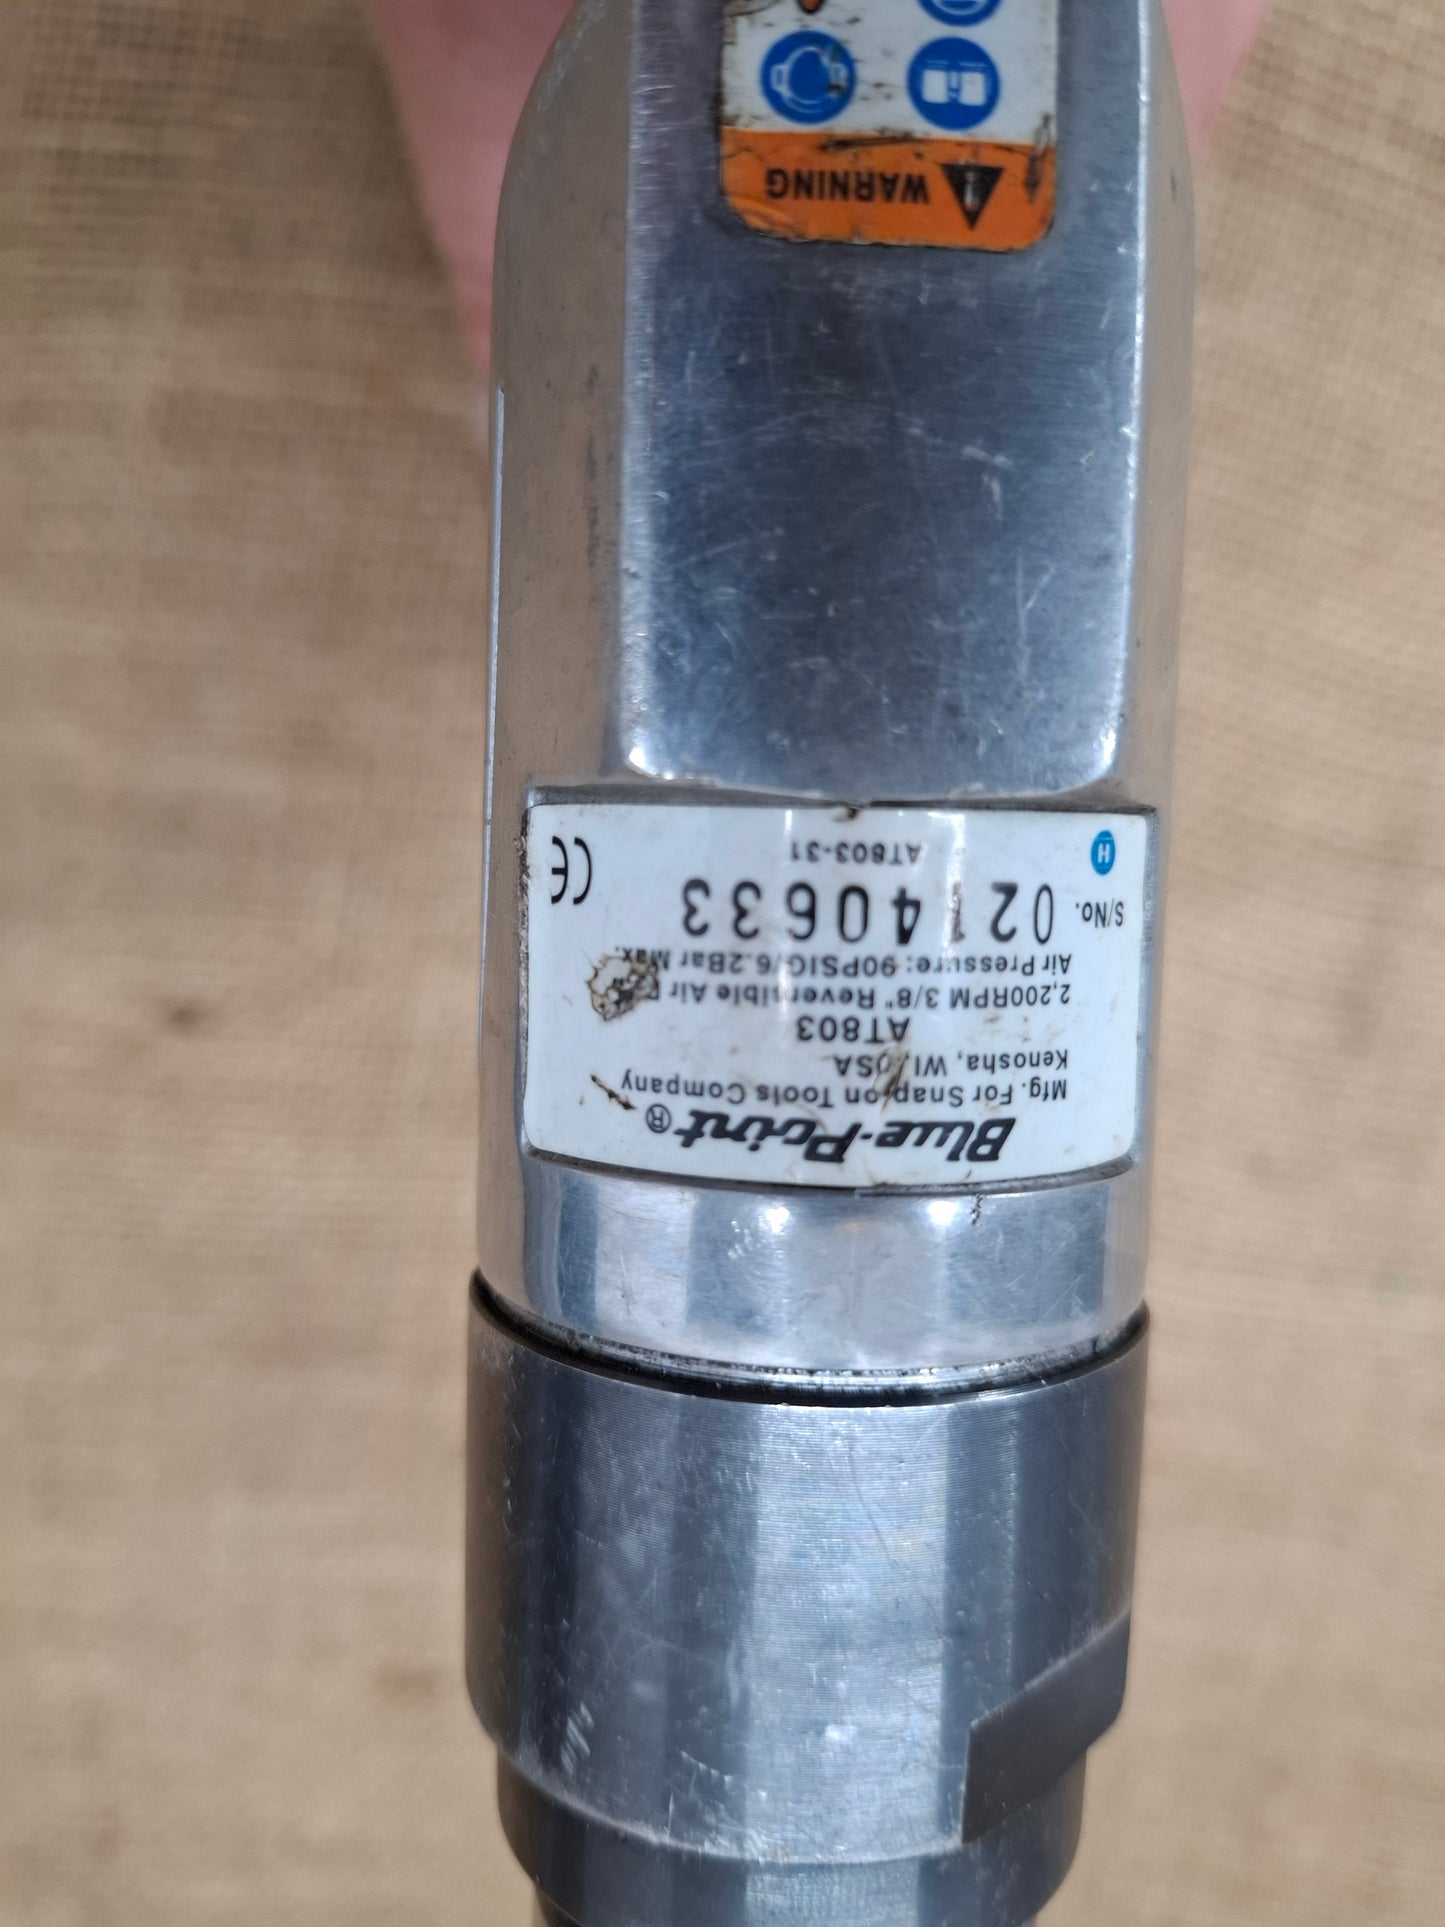 Blue-Point®
Mfg. For Snap-on Tools Company
Kenosha, WI, USA
AT803
2,200RPM 3/8" Reversible Air
Air Pressure: 90PSIG/6.2Bar Max.
S/No. 02140633
AT803-31
H
CE
WARNING